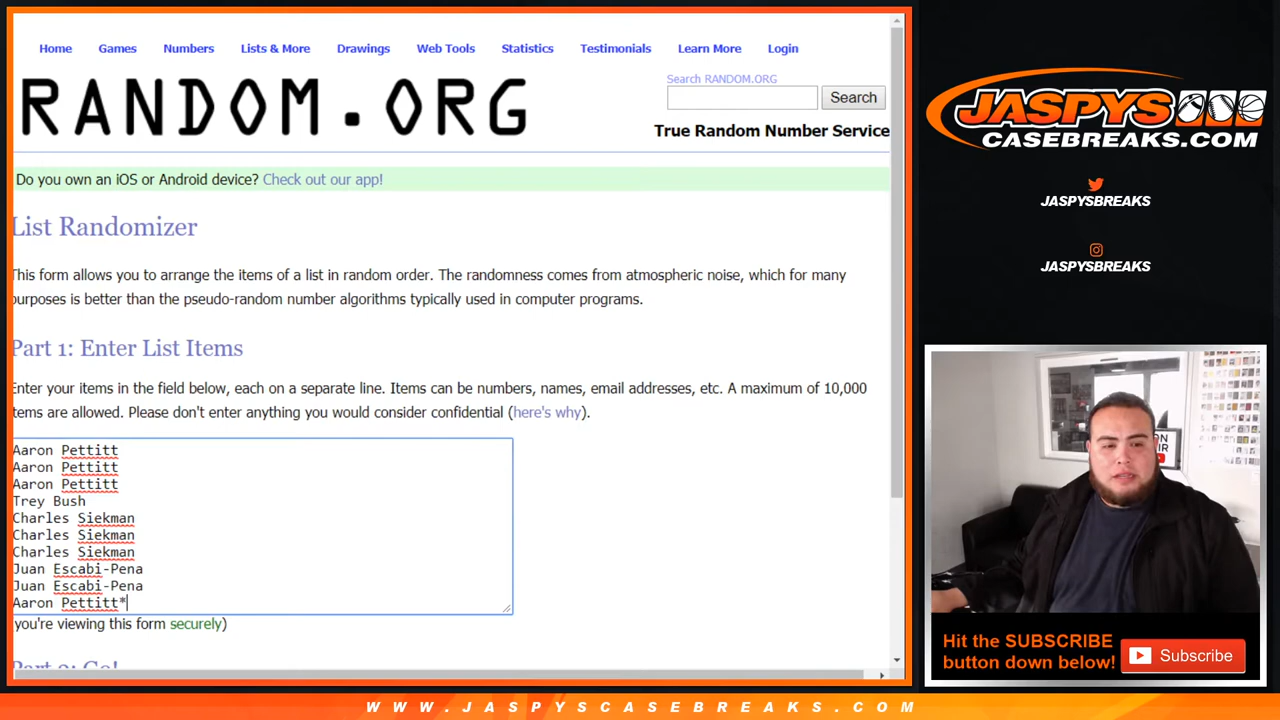 Home Games Numbers Lists & More Drawings Web Tools Statistics Testimonials Learn More Login
RANDOM.ORG
Search RANDOM.ORG
Search
True Random Number Service
Do you own an iOS or Android device? Check out our app!
List Randomizer
This form allows you to arrange the items of a list in random order. The randomness comes from atmospheric noise, which for many
purposes is better than the pseudo-random number algorithms typically used in computer programs.
Part 1: Enter List Items
Enter your items in the field below, each on a separate line. Items can be numbers, names, email addresses, etc. A maximum of 10,000
items are allowed. Please don't enter anything you would consider confidential (here's why).
Aaron Pettitt
Aaron Pettitt
Aaron Pettitt
Trey Bush
Charles Siekman
Charles Siekman
Charles Siekman
Juan Escabi-Pena
Juan Escabi-Pena
Aaron Pettitt*
you're viewing this form securely)
Part 2: Go!
JASPYS
CASEBREAKS.COM
JASPYSBREAKS
JASPYSBREAKS
Hit the SUBSCRIBE
button down below!
Subscribe
WWW.JASPYSCASEBREAKS.COM